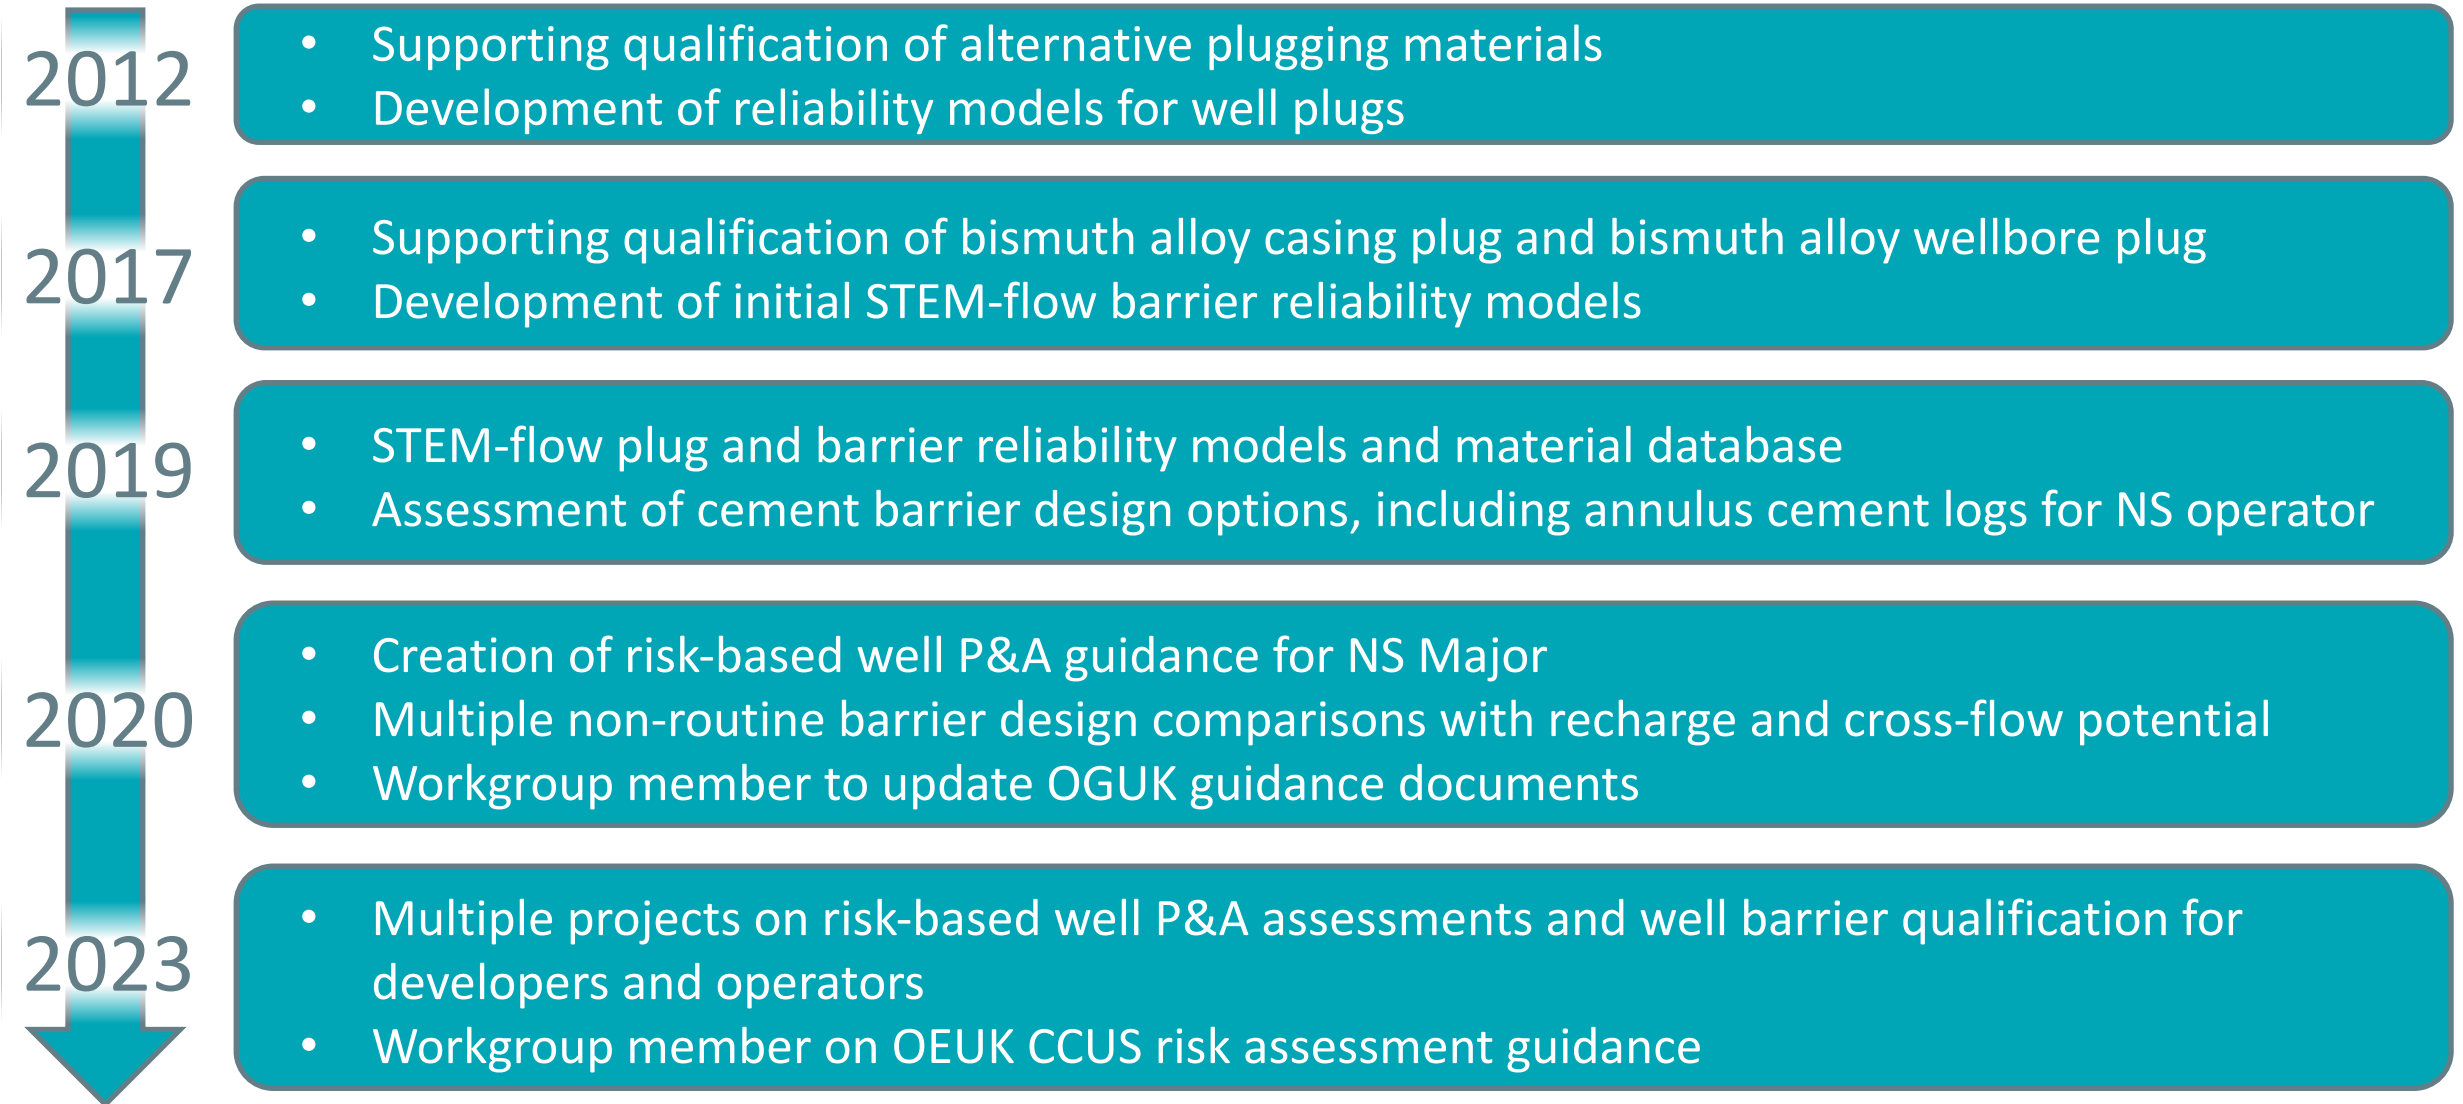 2012
• Supporting qualification of alternative plugging materials
• Development of reliability models for well plugs
2017
• Supporting qualification of bismuth alloy casing plug and bismuth alloy wellbore plug
• Development of initial STEM-flow barrier reliability models
2019
• STEM-flow plug and barrier reliability models and material database
• Assessment of cement barrier design options, including annulus cement logs for NS operator
2020
• Creation of risk-based well P&A guidance for NS Major
• Multiple non-routine barrier design comparisons with recharge and cross-flow potential
• Workgroup member to update OGUK guidance documents
2023
• Multiple projects on risk-based well P&A assessments and well barrier qualification for
developers and operators
• Workgroup member on OEUK CCUS risk assessment guidance